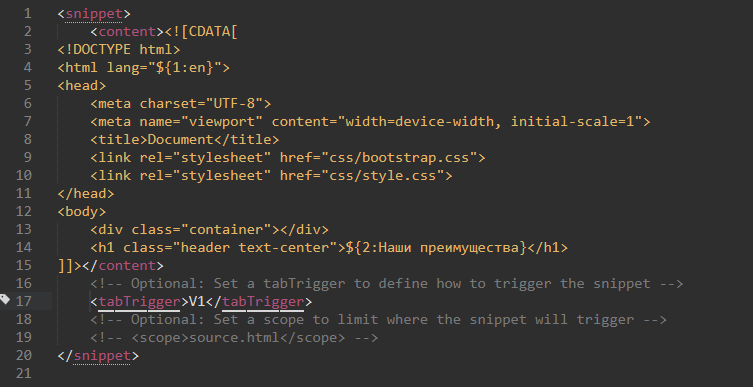 1 <snippet>
2     <content><![CDATA[
3 <!DOCTYPE html>
4 <html lang="${1:en}">
5 <head>
6     <meta charset="UTF-8">
7     <meta name="viewport" content="width=device-width, initial-scale=1">
8     <title>Document</title>
9     <link rel="stylesheet" href="css/bootstrap.css">
10     <link rel="stylesheet" href="css/style.css">
11 </head>
12 <body>
13     <div class="container"></div>
14     <h1 class="header text-center">${2:Наши преимущества}</h1>
15 ]]></content>
16     <!-- Optional: Set a tabTrigger to define how to trigger the snippet -->
17     <tabTrigger>V1</tabTrigger>
18     <!-- Optional: Set a scope to limit where the snippet will trigger -->
19     <!-- <scope>source.html</scope> -->
20 </snippet>
21